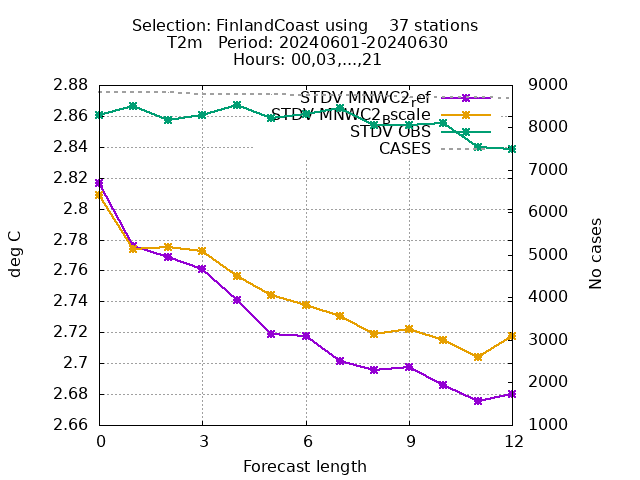 Selection: FinlandCoast using 37 stations
T2m Period: 20240601-20240630
Hours: 00,03,...,21
STDV MNWC2_ref
STDV MNWC2_Bscale
STDV OBS
CASES
2.88
2.86
2.84
2.82
2.8
2.78
2.76
2.74
2.72
2.7
2.68
2.66
deg C
9000
8000
7000
6000
5000
4000
3000
2000
1000
No cases
0 3 6 9 12
Forecast length